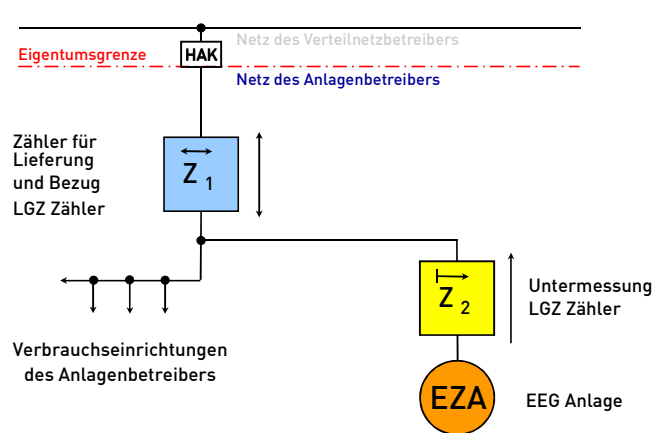 Netz des Verteilnetzbetreibers
Eigentumsgrenze
HAK
Netz des Anlagenbetreibers
Zähler für
Lieferung
und Bezug
LGZ Zähler
Z 1
Z 2
Untermessung
LGZ Zähler
Verbrauchseinrichtungen
des Anlagenbetreibers
EZA
EEG Anlage